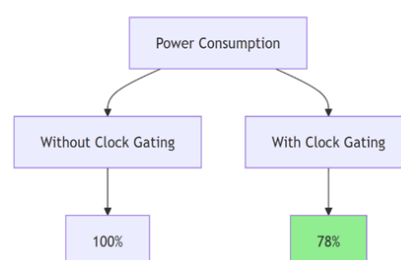 Power Consumption
Without Clock Gating
With Clock Gating
100%
78%